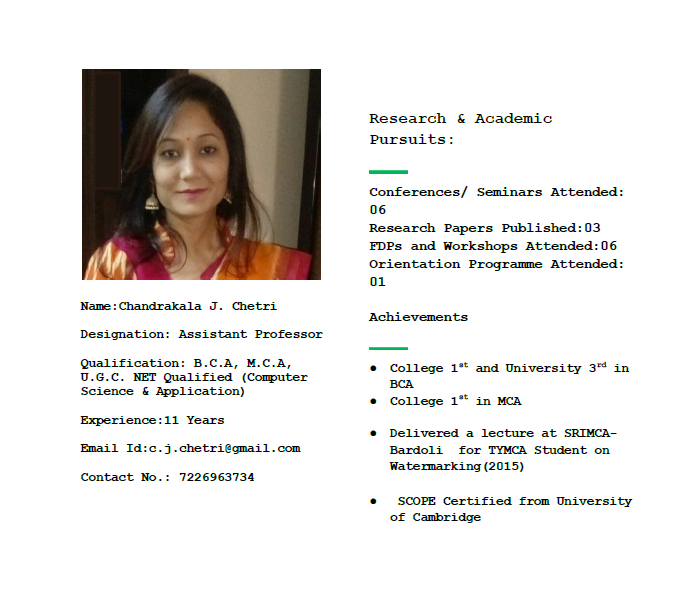 Name:Chandrakala J. Chetri
Designation: Assistant Professor
Qualification: B.C.A, M.C.A,
U.G.C. NET Qualified (Computer
Science & Application)
Experience:11 Years
Email Id:c.j.chetri@gmail.com
Contact No.: 7226963734
Research & Academic
Pursuits:
Conferences/ Seminars Attended:
06
Research Papers Published:03
FDPs and Workshops Attended:06
Orientation Programme Attended:
01
Achievements
● College 1st and University 3rd in
BCA
● College 1st in MCA
● Delivered a lecture at SRIMCA-
Bardoli for TYMCA Student on
Watermarking(2015)
● SCOPE Certified from University
of Cambridge